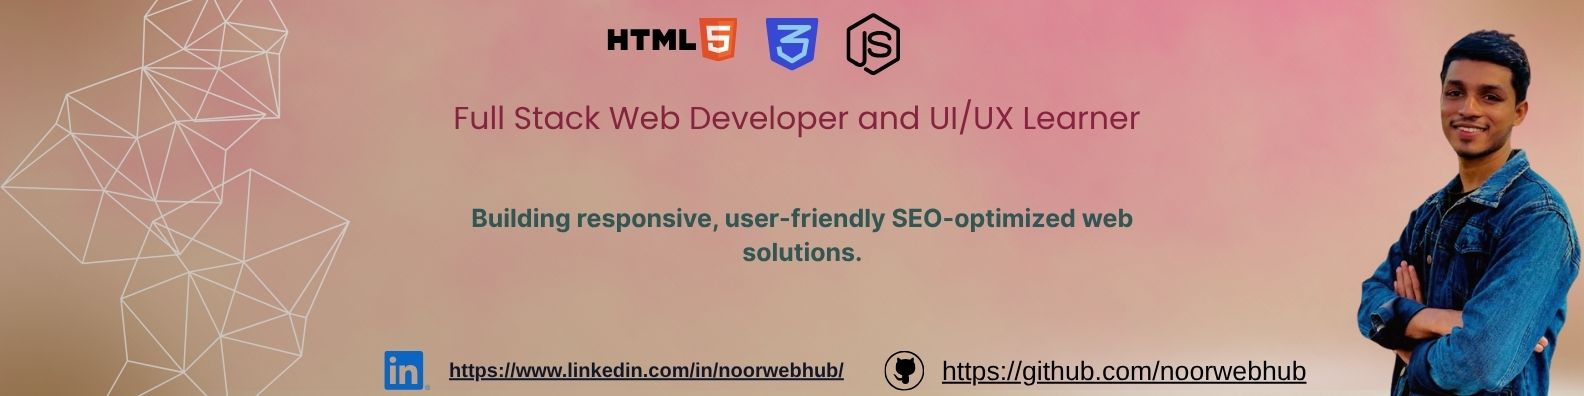 HTML 5 3 JS
Full Stack Web Developer and UI/UX Learner
Building responsive, user-friendly SEO-optimized web
solutions.
in https://www.linkedin.com/in/noorwebhub/ https://github.com/noorwebhub